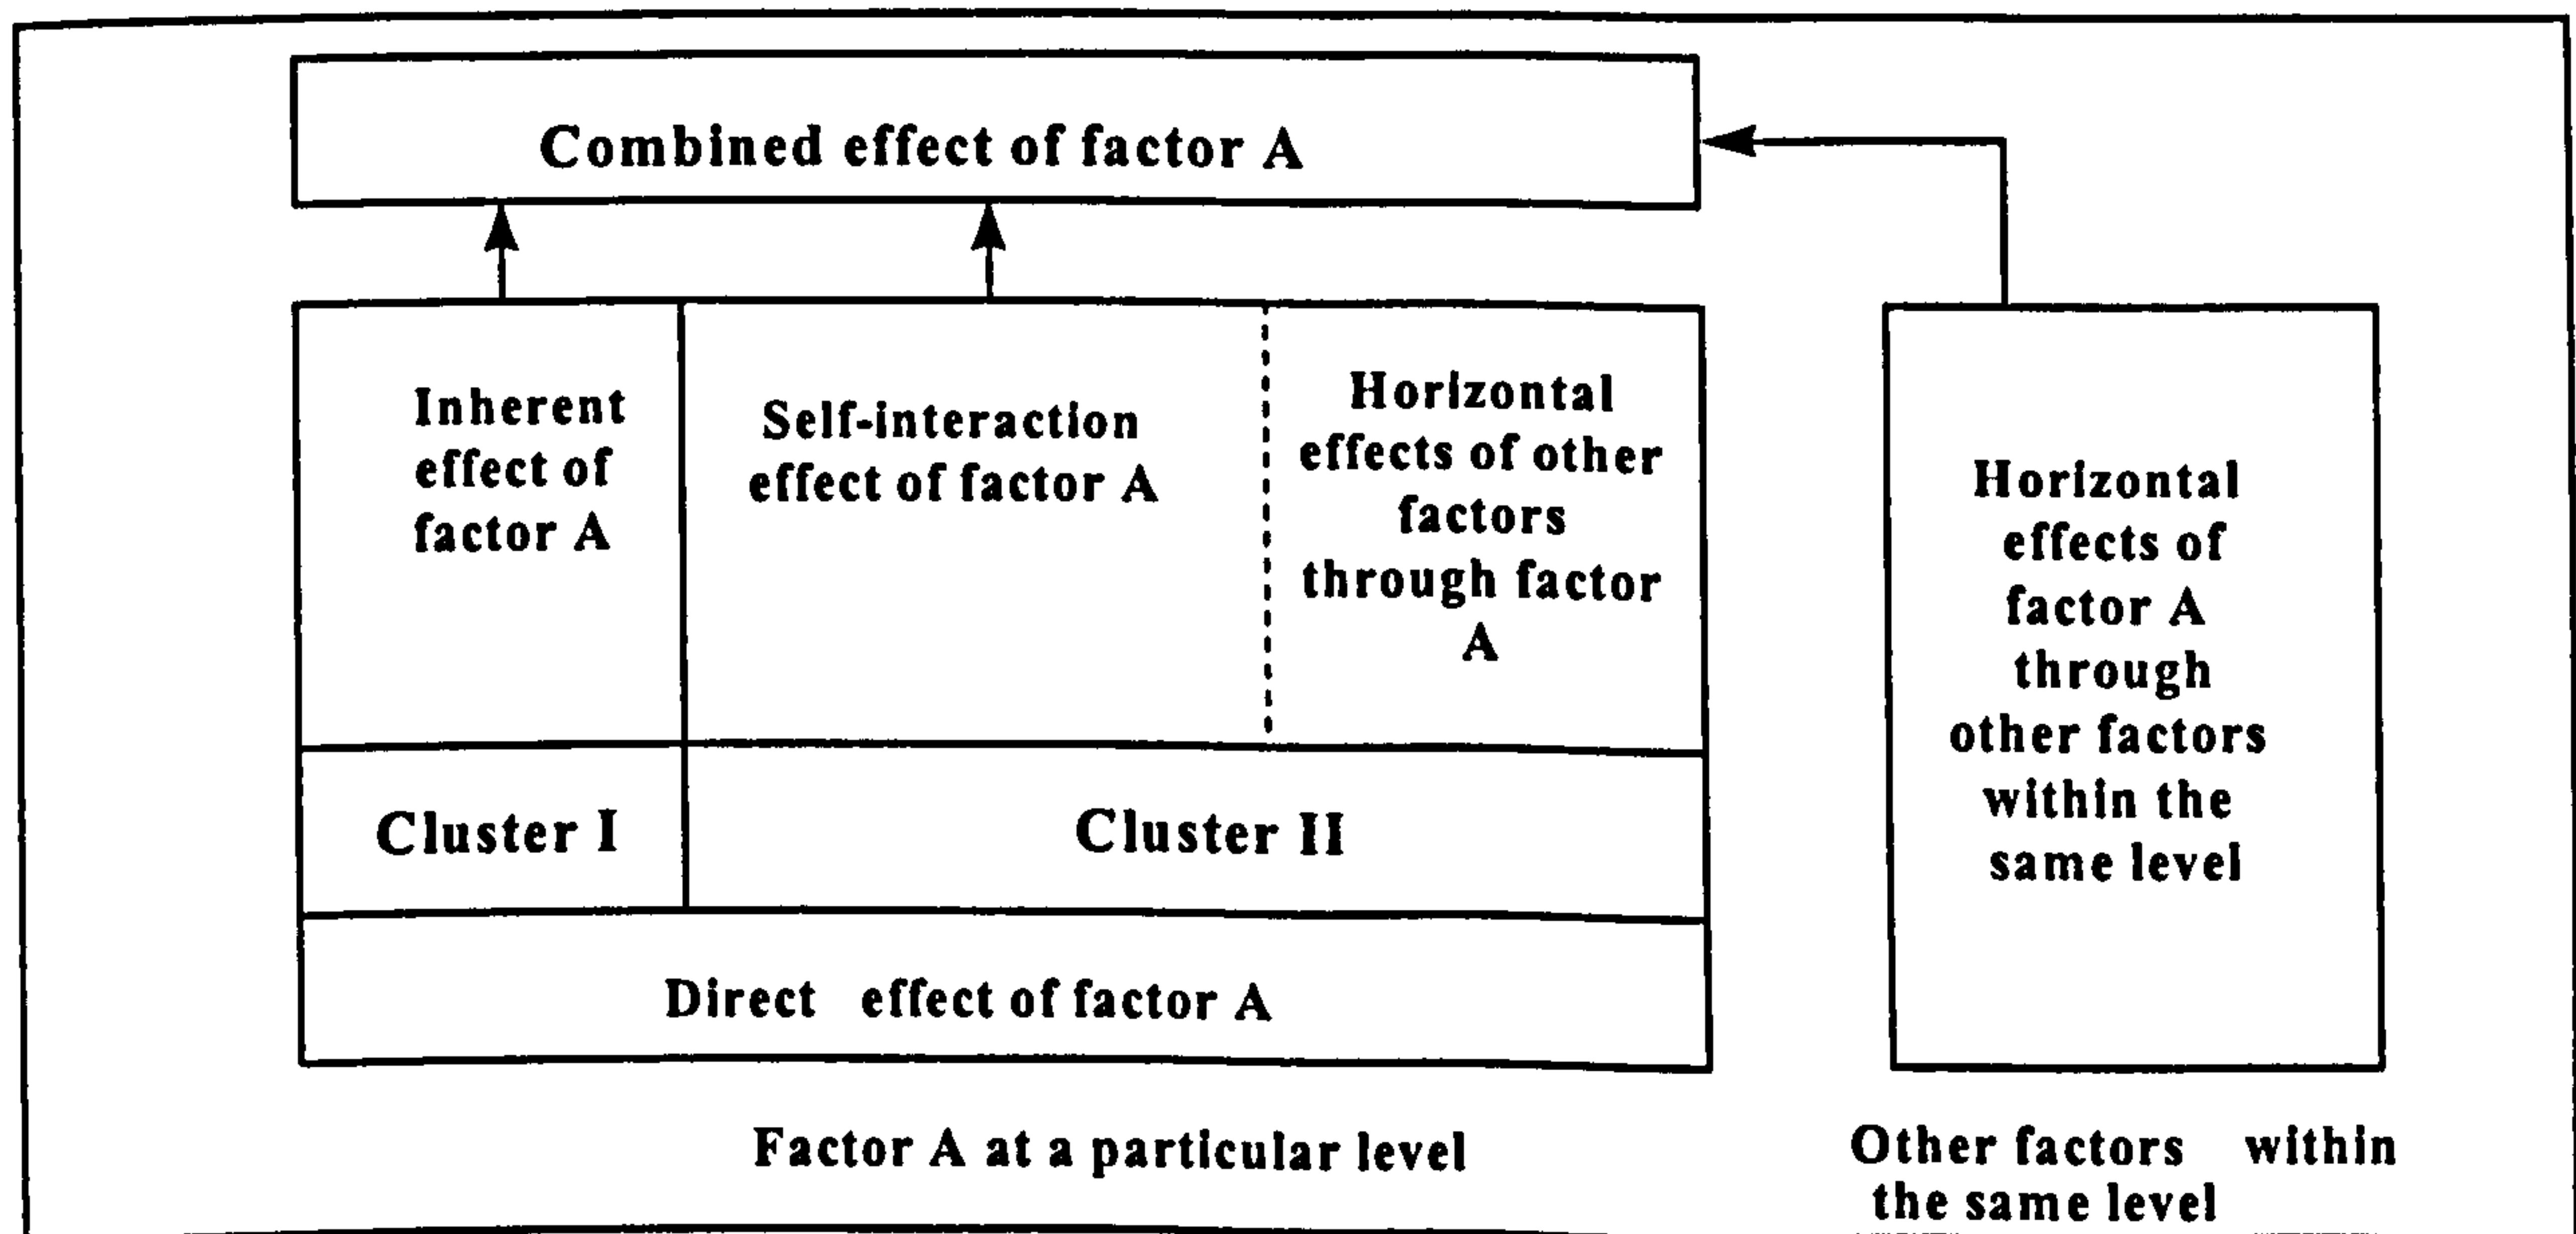 Combined effect of factor A
Inherent
effect of
factor A
Self-interaction
effect of factor A
Horizontal
effects of other
factors
through factor
A
Horizontal
effects of
factor A
through
other factors
within the
same level
Cluster I
Cluster II
Direct effect of factor A
Factor A at a particular level
Other factors within
the same level